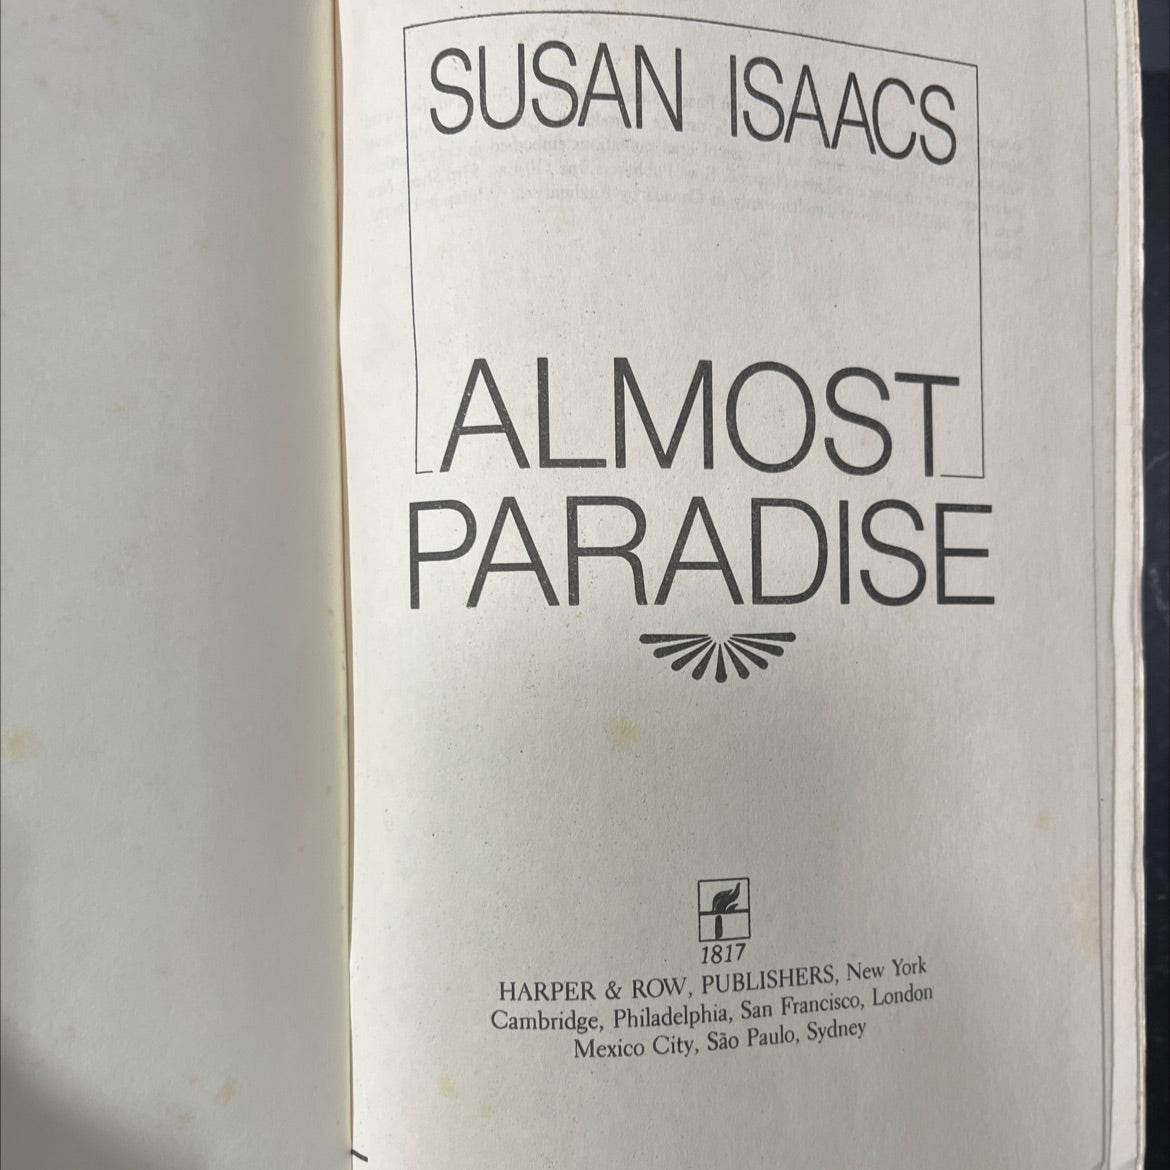 SUSAN ISAACS
ALMOST
PARADISE
1817
HARPER & ROW, PUBLISHERS, New York
Cambridge, Philadelphia, San Francisco, London
Mexico City, São Paulo, Sydney